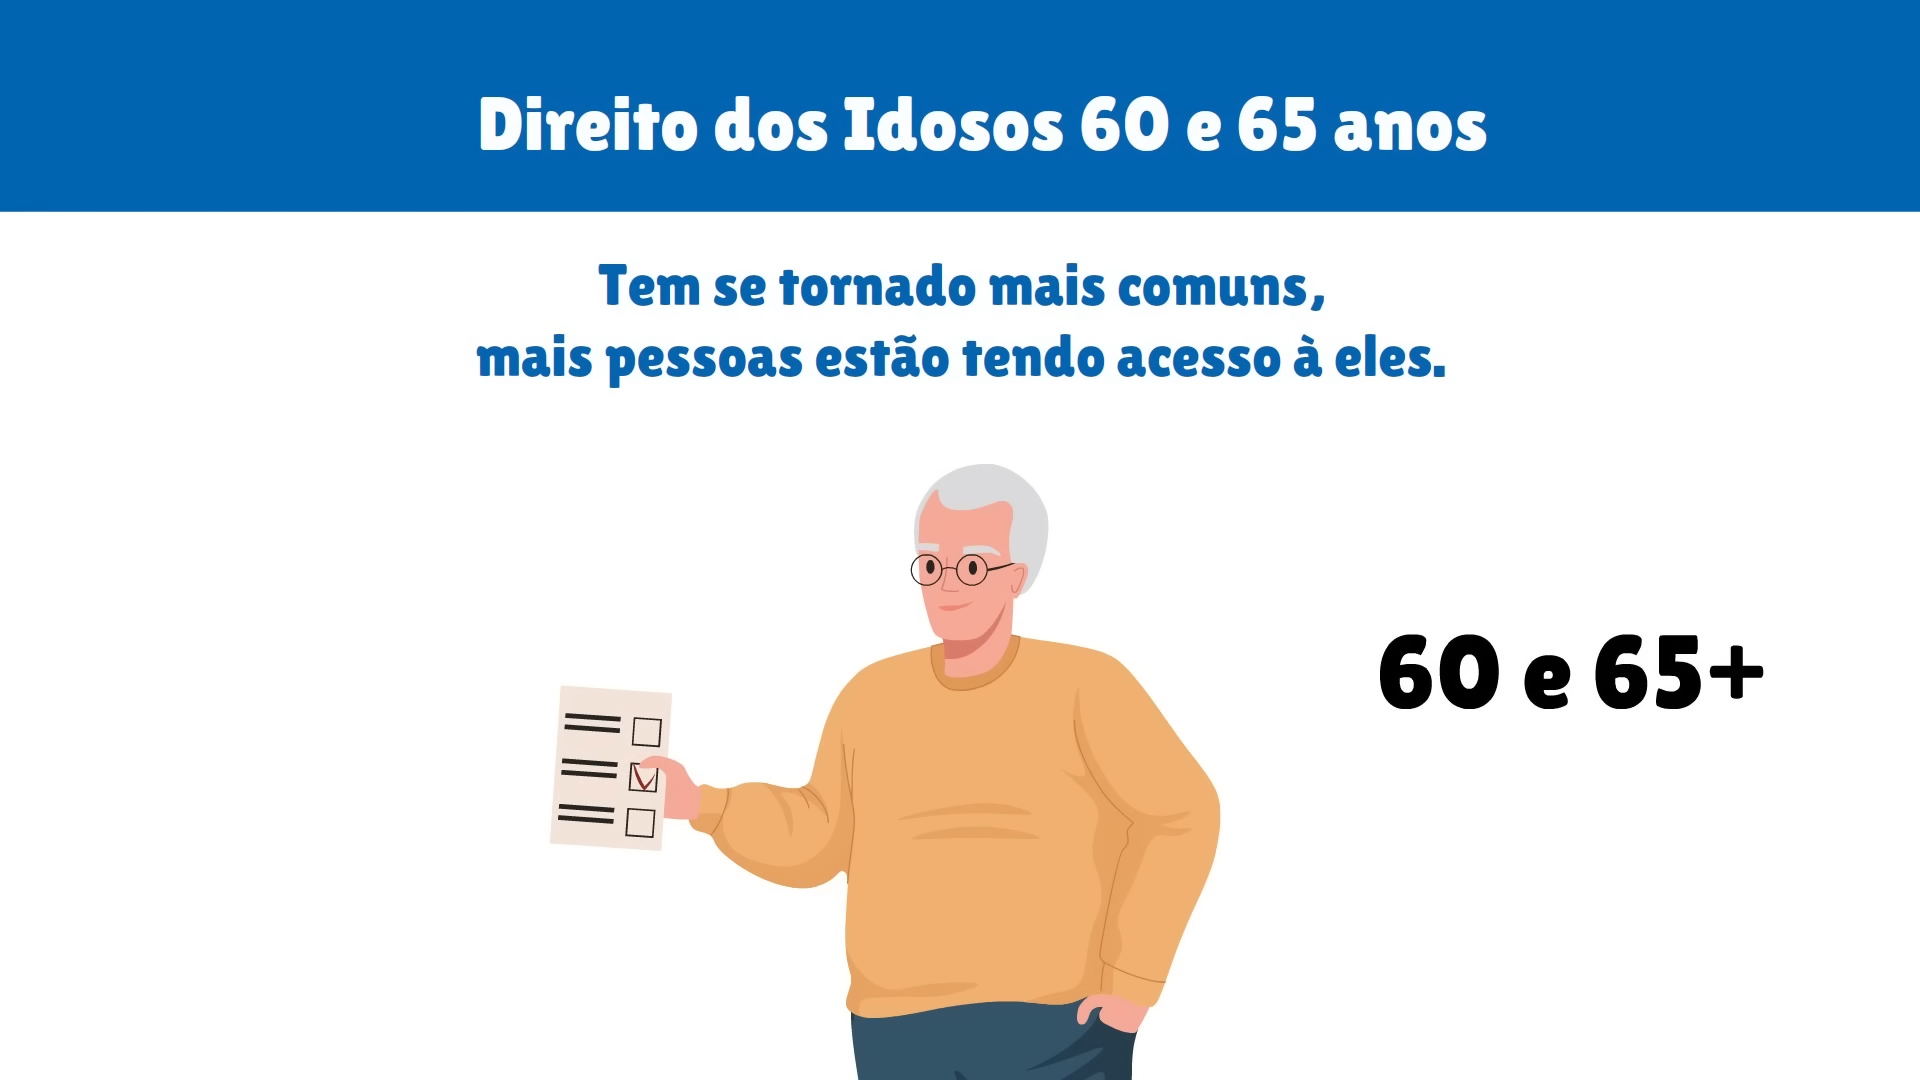 Direito dos Idosos 60 e 65 anos
Tem se tornado mais comuns,
mais pessoas estão tendo acesso à eles.
60 e 65+